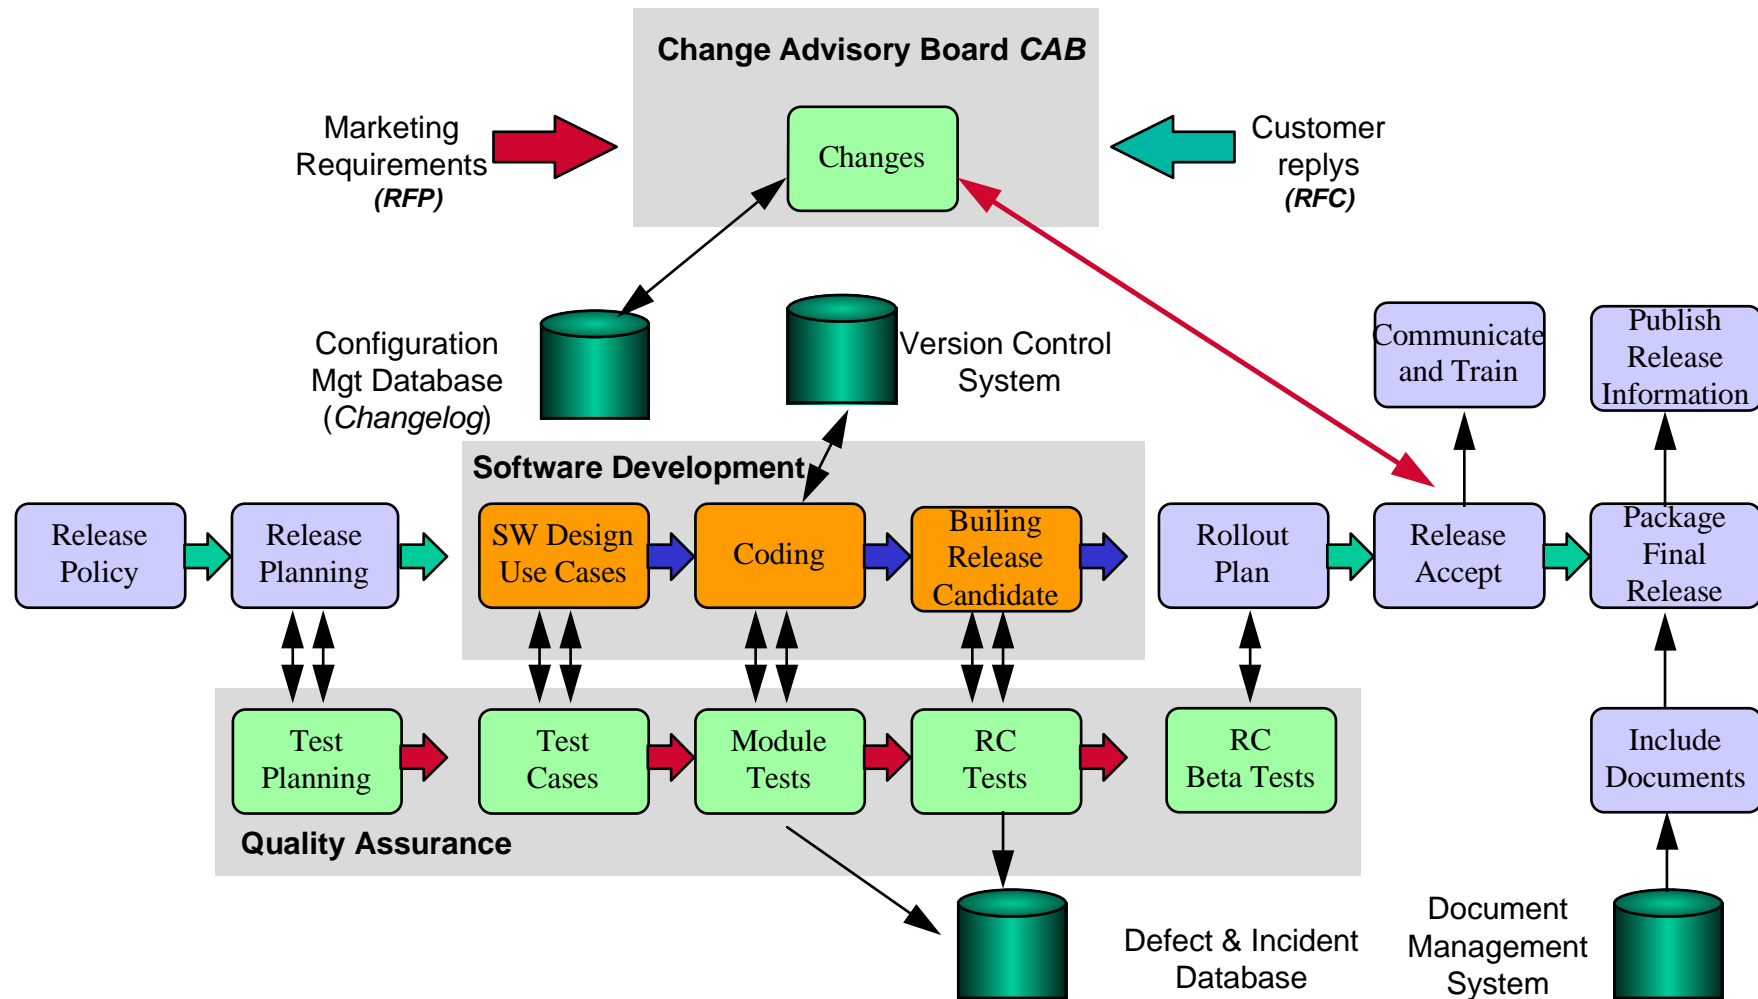 Change Advisory Board CAB
Marketing
Requirements
(RFP)
Changes
Customer
replys
(RFC)
Configuration
Mgt Database
(Changelog)
Version Control
System
Communicate
and Train
Publish
Release
Information
Software Development
Release
Policy
Release
Planning
SW Design
Use Cases
Coding
Builing
Release
Candidate
Rollout
Plan
Release
Accept
Package
Final
Release
Test
Planning
Test
Cases
Module
Tests
RC
Tests
RC
Beta Tests
Include
Documents
Quality Assurance
Defect & Incident
Database
Document
Management
System